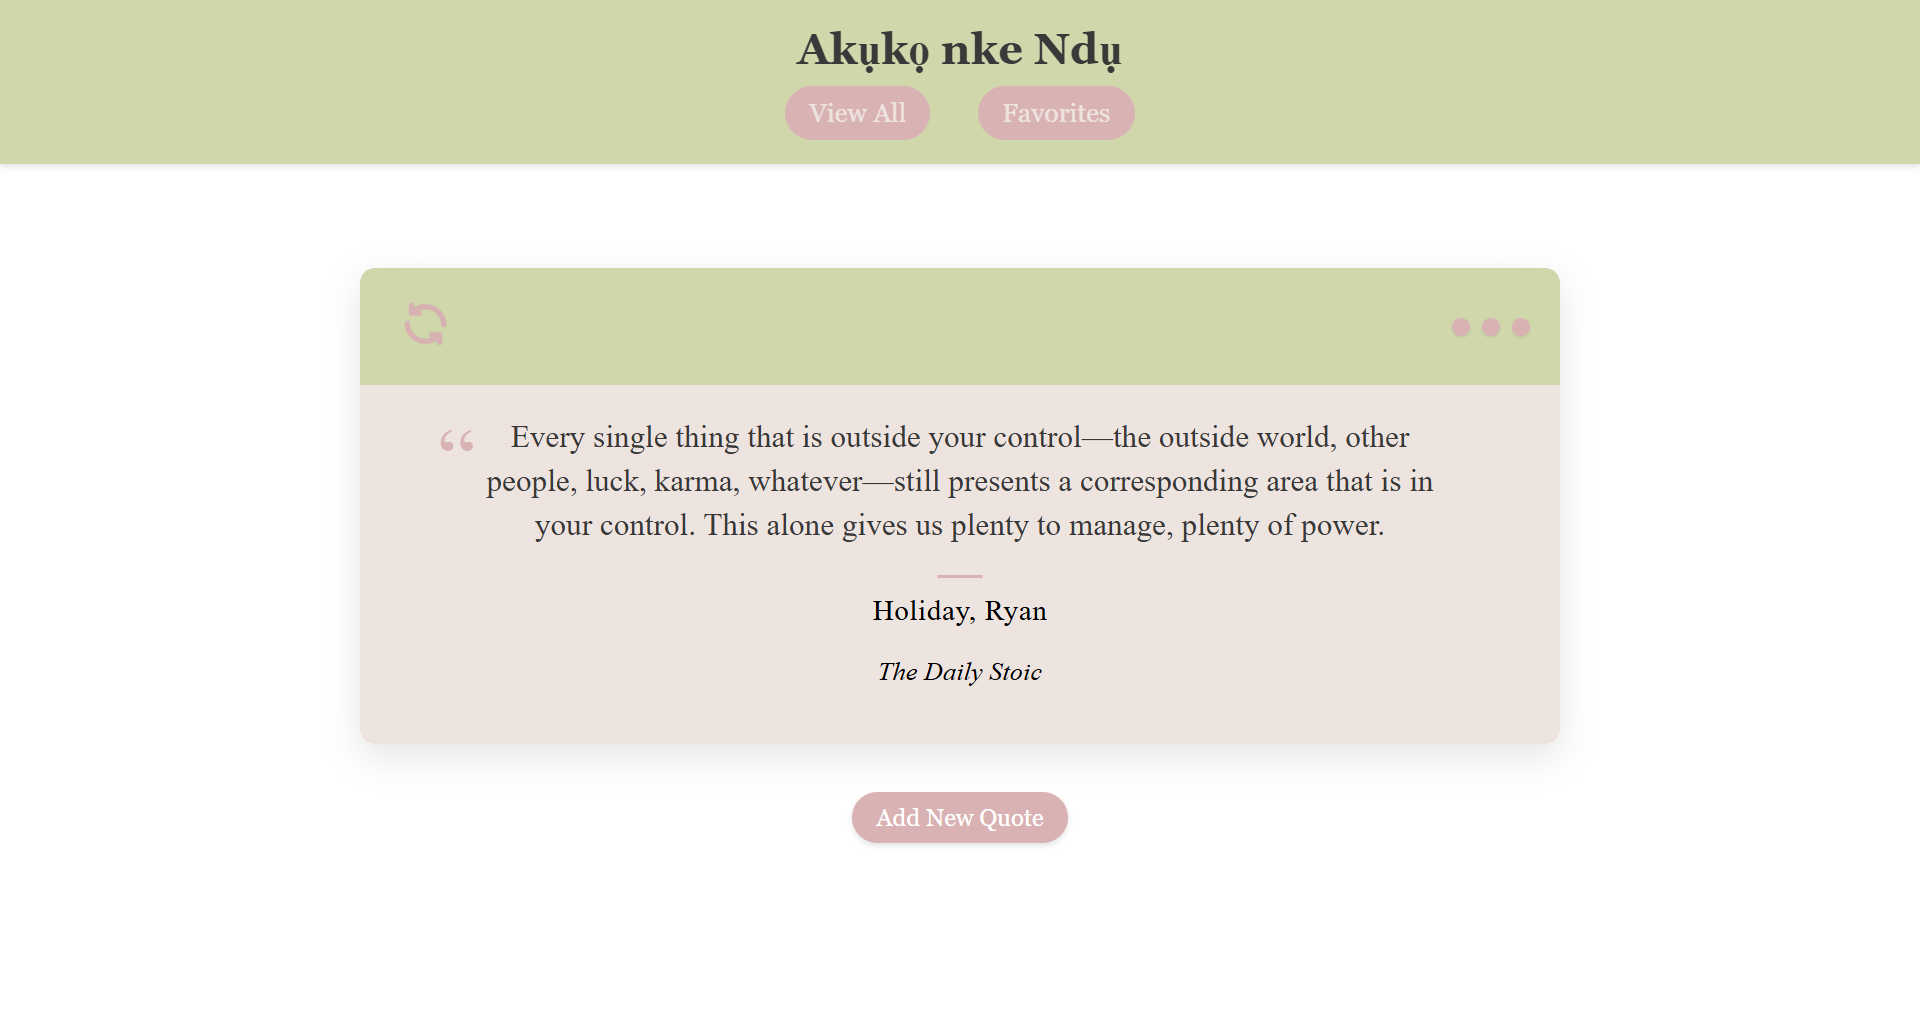 Akụkọ nke Ndụ
View All
Favorites
“ Every single thing that is outside your control—the outside world, other
people, luck, karma, whatever—still presents a corresponding area that is in
your control. This alone gives us plenty to manage, plenty of power.
Holiday, Ryan
The Daily Stoic
Add New Quote